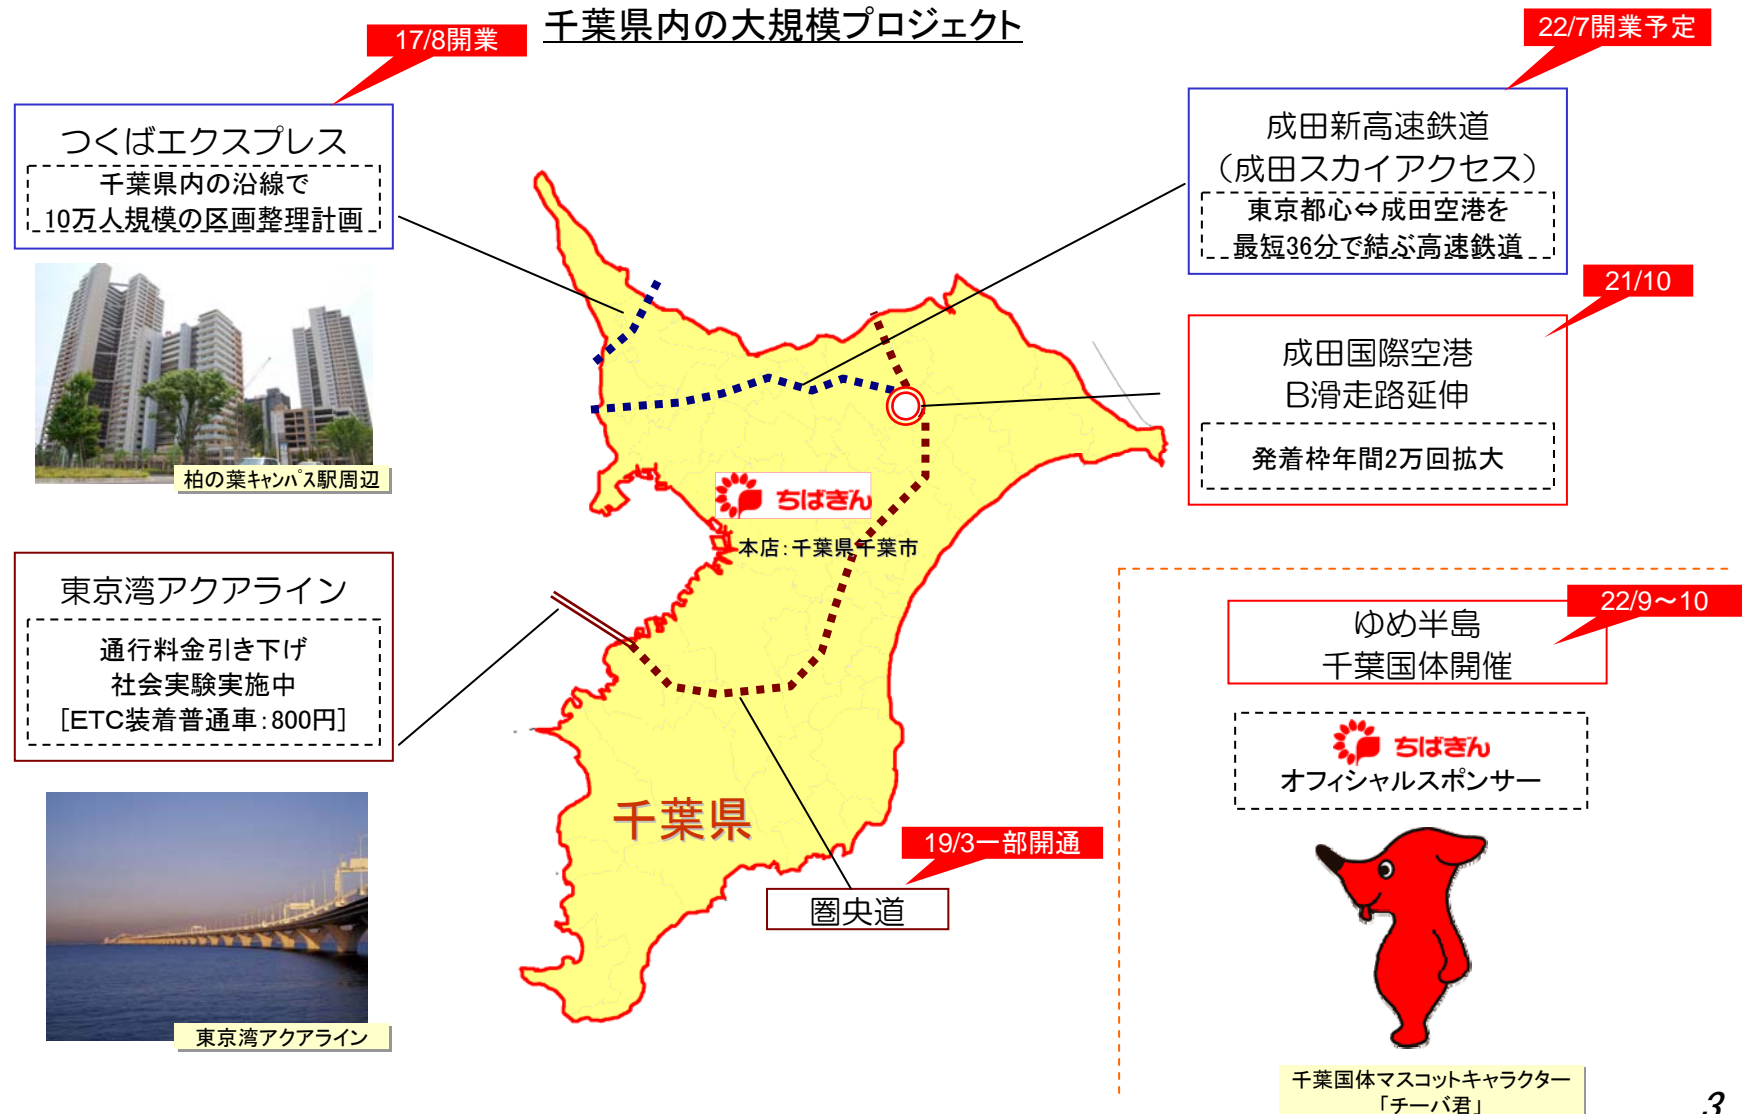 千葉県内の大規模プロジェクト
17/8開業
つくばエクスプレス
千葉県内の沿線で
10万人規模の区画整理計画
柏の葉ｷｬﾝﾊﾟｽ駅周辺
22/7開業予定
成田新高速鉄道
（成田スカイアクセス）
東京都心⇔成田空港を
最短36分で結ぶ高速鉄道
21/10
成田国際空港
B滑走路延伸
発着枠年間2万回拡大
ちばぎん
本店：千葉県千葉市
東京湾アクアライン
通行料金引き下げ
社会実験実施中
［ETC装着普通車：800円］
東京湾アクアライン
千葉県
19/3一部開通
圏央道
22/9～10
ゆめ半島
千葉国体開催
ちばぎん
オフィシャルスポンサー
千葉国体マスコットキャラクター
「チーバ君」
3